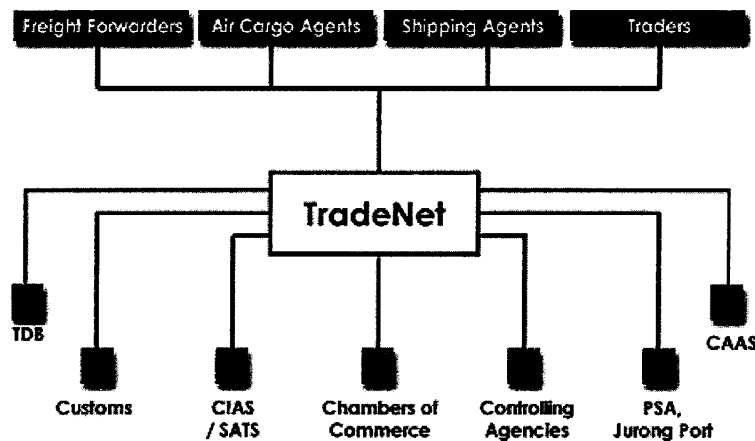 Freight Forwarders
Air Cargo Agents
Shipping Agents
Traders
TradeNet
TDB
CAAS
Customs
CIAS
/ SATS
Chambers of
Commerce
Controlling
Agencies
PSA,
Jurong Port